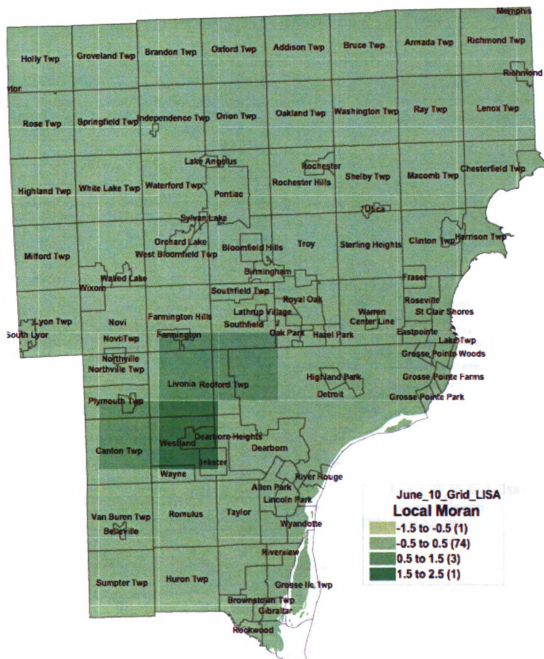 Memphis
Holly Twp Groveland Twp Brandon Twp Oxford Twp Addison Twp Bruce Twp Armada Twp Richmond Twp
Richmond
Rose Twp Springfield Twp Independence Twp Orion Twp Oakland Twp Washington Twp Ray Twp Lenox Twp
Lake Angelus Rochester
Highland Twp White Lake Twp Waterford Twp Pontiac Rochester Hills Shelby Twp Macomb Twp Chesterfield Twp
Sylvan Lake Utica
Orchard Lake Bloomfield Hills Troy Sterling Heights Clinton Twp Harrison Twp
Milford Twp West Bloomfield Twp
Walled Lake Birmingham
Wixom Southfield Twp Fraser
Royal Oak Roseville
Lyon Twp Novi Farmington Hills Lathrup Village Warren St Clair Shores
South Lyon Southfield Center Line
Novi Twp Farmington Oak Park Hazel Park Eastpointe
Lake Twp
Northville Grosse Pointe Woods
Northville Twp
Livonia Redford Twp Highland Park Grosse Pointe Farms
Plymouth Twp Detroit Grosse Pointe Park
Westland Dearborn Heights
Canton Twp Dearborn
Inkster
Wayne River Rouge
Allen Park
Lincoln Park
Van Buren Twp Romulus Taylor
Belleville Wyandotte
Riverview
Sumpter Twp Huron Twp Grosse Ile Twp
Brownstown Twp
Gibraltar
Rockwood
June_10_Grid_LISA
Local Moran
-1.5 to -0.5 (1)
-0.5 to 0.5 (74)
0.5 to 1.5 (3)
1.5 to 2.5 (1)